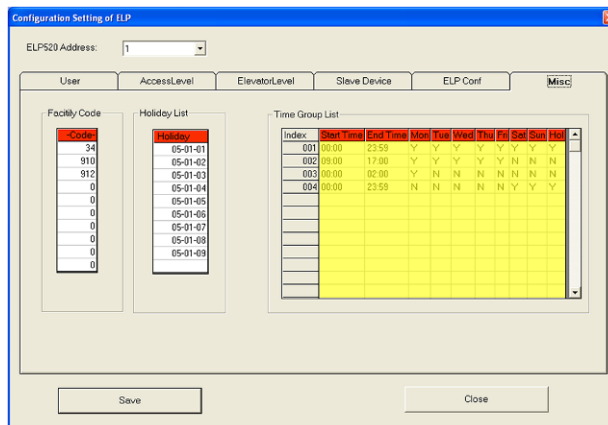 Configuration Setting of ELP
ELP520 Address: 1
User AccessLevel ElevatorLevel Slave Device ELP Conf Misc
Facitily Code
-Code-
34
910
912
0
0
0
0
0
0
Holiday List
Holiday
05-01-01
05-01-02
05-01-03
05-01-04
05-01-05
05-01-06
05-01-07
05-01-08
05-01-09
Time Group List
Index Start Time End Time Mon Tue Wed Thu Fri Sat Sun Hol
001 00:00 23:59 Y Y Y Y Y Y Y Y
002 09:00 17:00 Y Y Y Y Y N N N
003 00:00 02:00 Y N N N N N N N
004 00:00 23:59 N N N N N Y Y Y
Save
Close